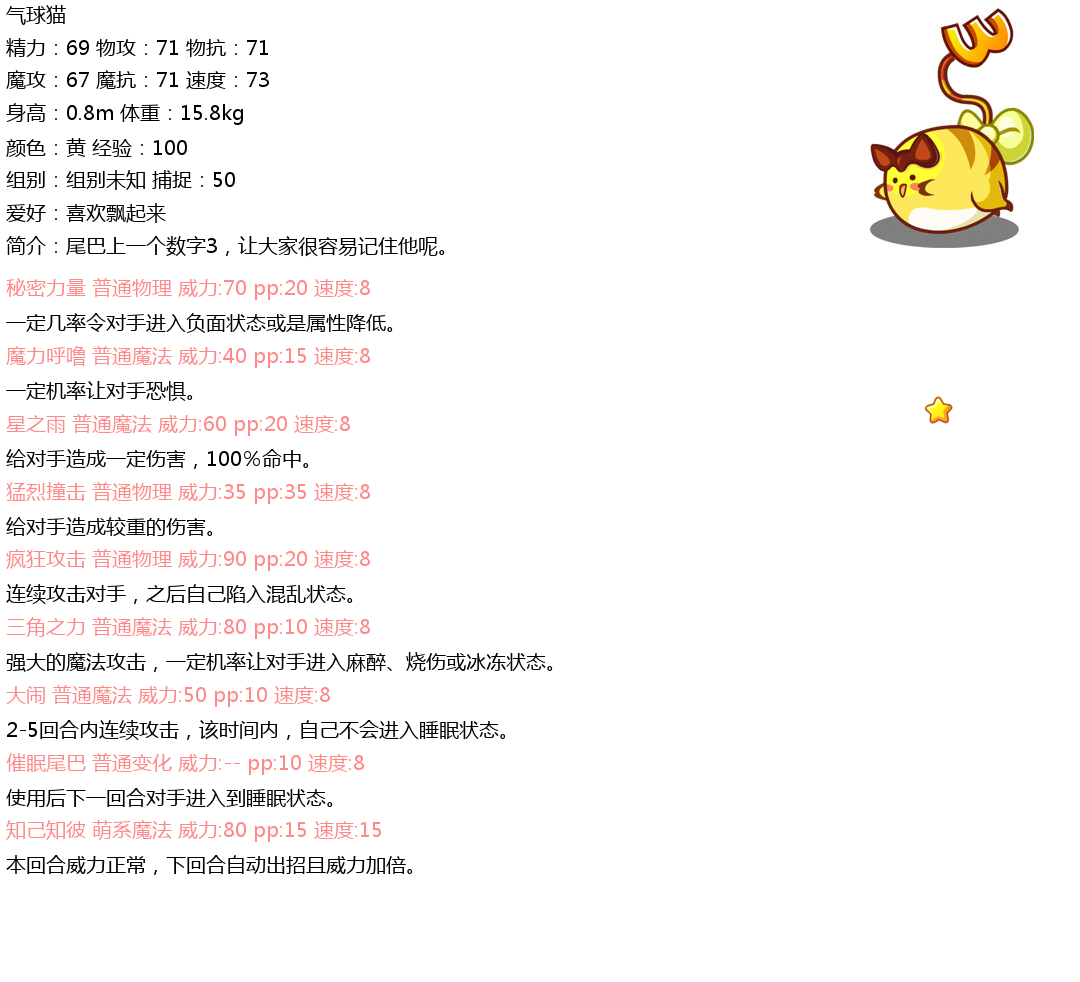 气球猫
精力：69 物攻：71 物抗：71
魔攻：67 魔抗：71 速度：73
身高：0.8m 体重：15.8kg
颜色：黄 经验：100
组别：组别未知 捕捉：50
爱好：喜欢飘起来
简介：尾巴上一个数字3，让大家很容易记住他呢。
秘密力量 普通物理 威力:70 pp:20 速度:8
一定几率令对手进入负面状态或是属性降低。
魔力呼噜 普通魔法 威力:40 pp:15 速度:8
一定机率让对手恐惧。
星之雨 普通魔法 威力:60 pp:20 速度:8
给对手造成一定伤害，100%命中。
猛烈撞击 普通物理 威力:35 pp:35 速度:8
给对手造成较重的伤害。
疯狂攻击 普通物理 威力:90 pp:20 速度:8
连续攻击对手，之后自己陷入混乱状态。
三角之力 普通魔法 威力:80 pp:10 速度:8
强大的魔法攻击，一定机率让对手进入麻醉、烧伤或冰冻状态。
大闹 普通魔法 威力:50 pp:10 速度:8
2-5回合内连续攻击，该时间内，自己不会进入睡眠状态。
催眠尾巴 普通变化 威力:-- pp:10 速度:8
使用后下一回合对手进入到睡眠状态。
知己知彼 萌系魔法 威力:80 pp:15 速度:15
本回合威力正常，下回合自动出招且威力加倍。